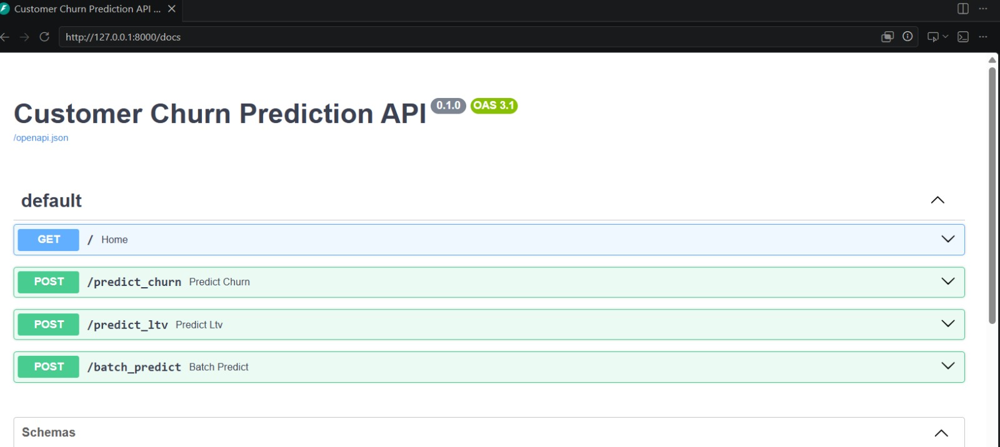 Customer Churn Prediction API ...
http://127.0.0.1:8000/docs
Customer Churn Prediction API 0.1.0 OAS 3.1
/openapi.json
default
GET / Home
POST /predict_churn Predict Churn
POST /predict_ltv Predict Ltv
POST /batch_predict Batch Predict
Schemas